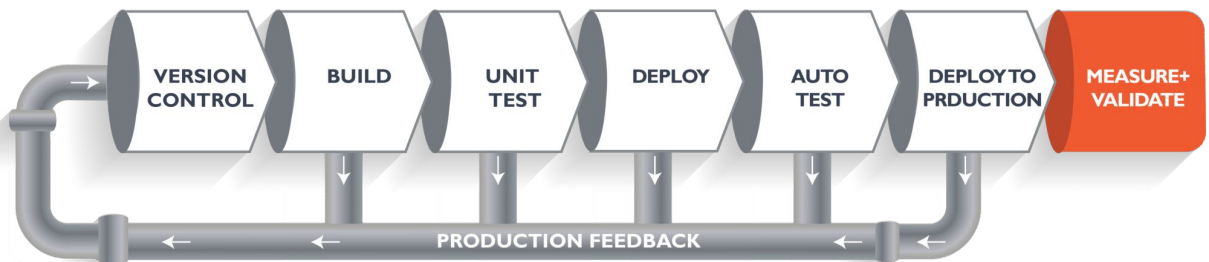 VERSION
CONTROL
BUILD
UNIT
TEST
DEPLOY
AUTO
TEST
DEPLOY TO
PRDUCTION
MEASURE+
VALIDATE
PRODUCTION FEEDBACK